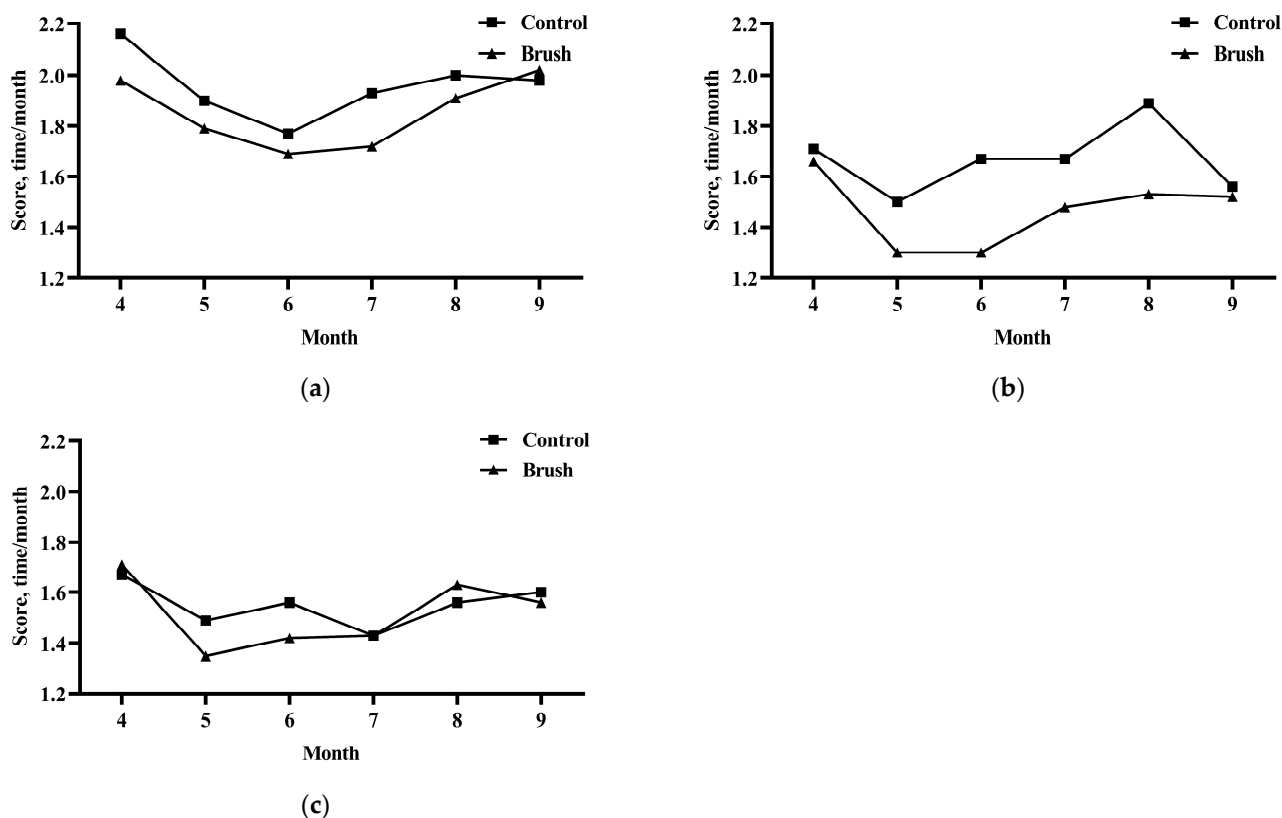 Control
Brush
Score, time/month
2.2
2.0
1.8
1.6
1.4
1.2
4 5 6 7 8 9
Month
(a)
Control
Brush
Score, time/month
2.2
2.0
1.8
1.6
1.4
1.2
4 5 6 7 8 9
Month
(b)
Control
Brush
Score, time/month
2.2
2.0
1.8
1.6
1.4
1.2
4 5 6 7 8 9
Month
(c)